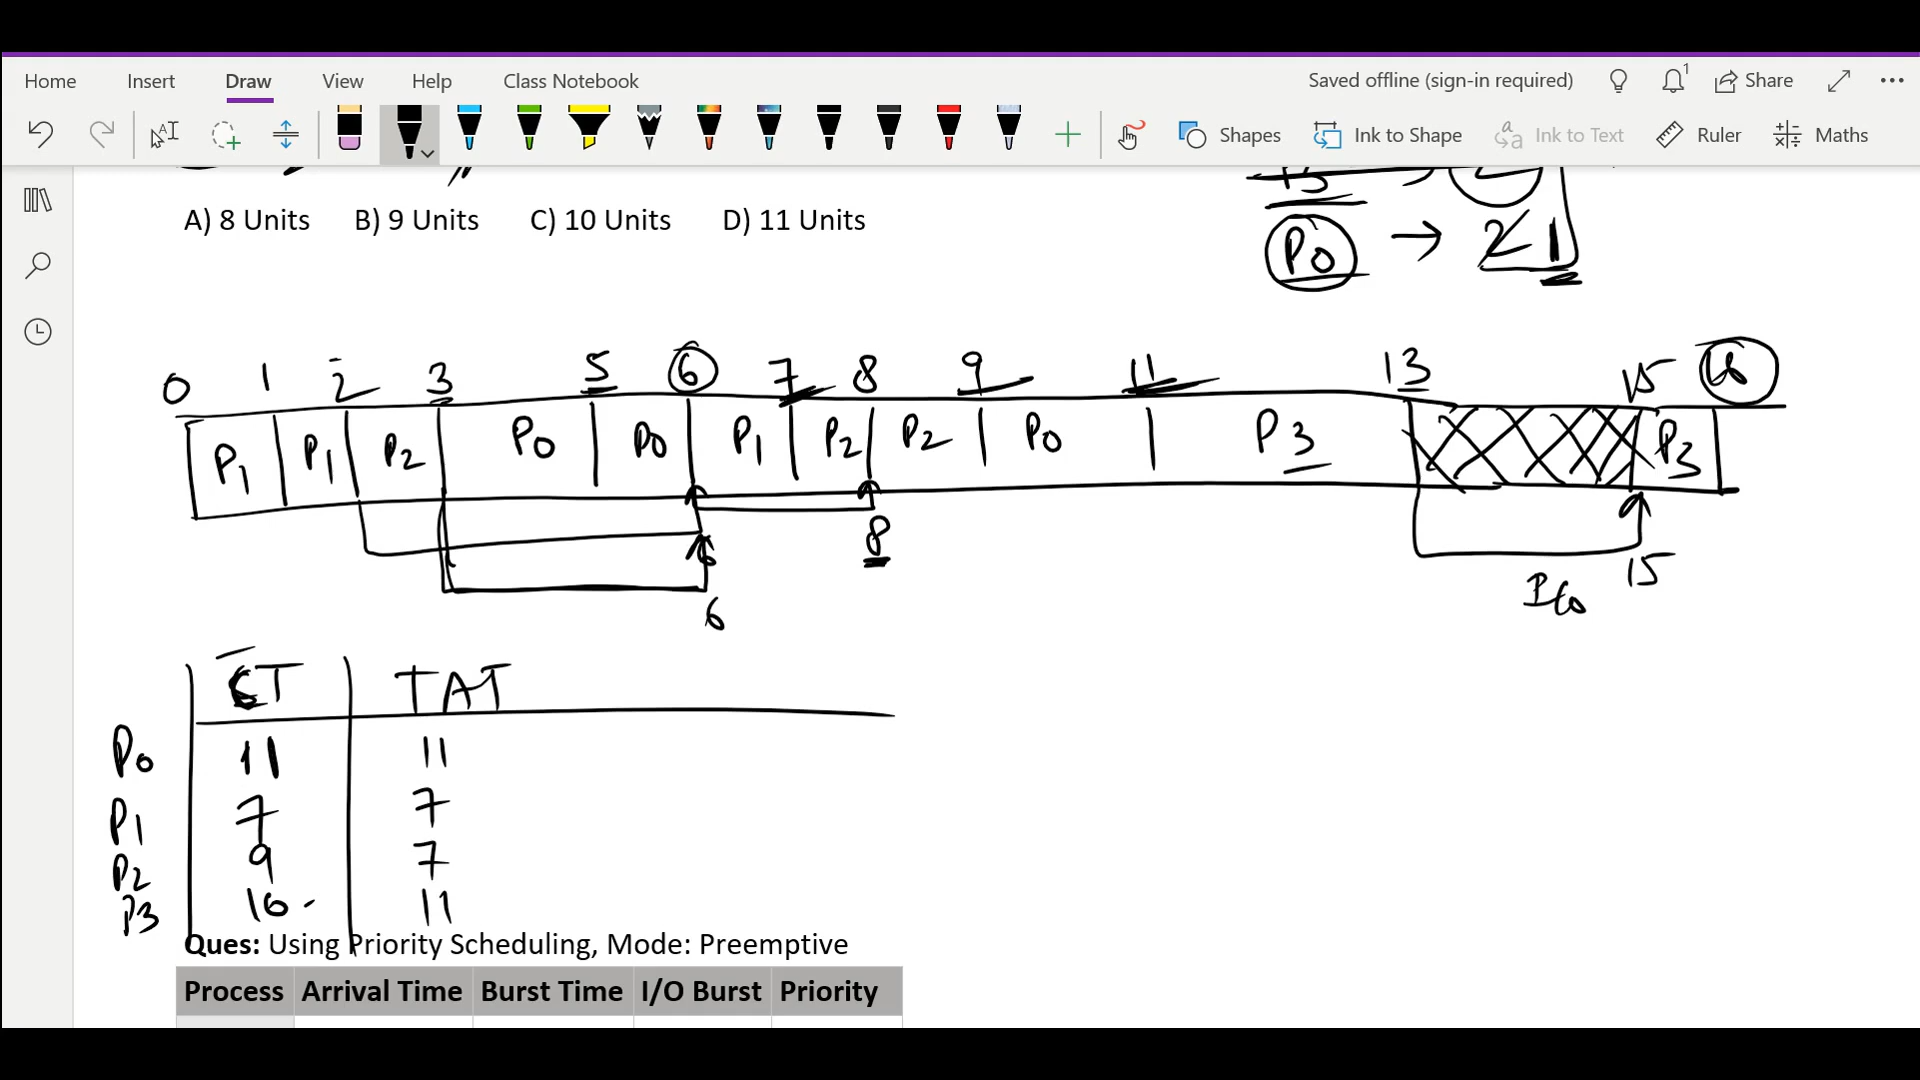 Home Insert Draw View Help Class Notebook
Saved offline (sign-in required) 1 Share
Shapes Ink to Shape Ink to Text Ruler Maths
A) 8 Units B) 9 Units C) 10 Units D) 11 Units
P0 → 2 1
0 1 2 3 5 6 7 8 9 11 13 15 16
P1 P1 P2 P0 P0 P1 P2 P2 P0 P3 P3
6 8 15
6
CT TAT
P0 11 11
P1 7 7
P2 9 7
P3 16 11
Ques: Using Priority Scheduling, Mode: Preemptive
Process Arrival Time Burst Time I/O Burst Priority